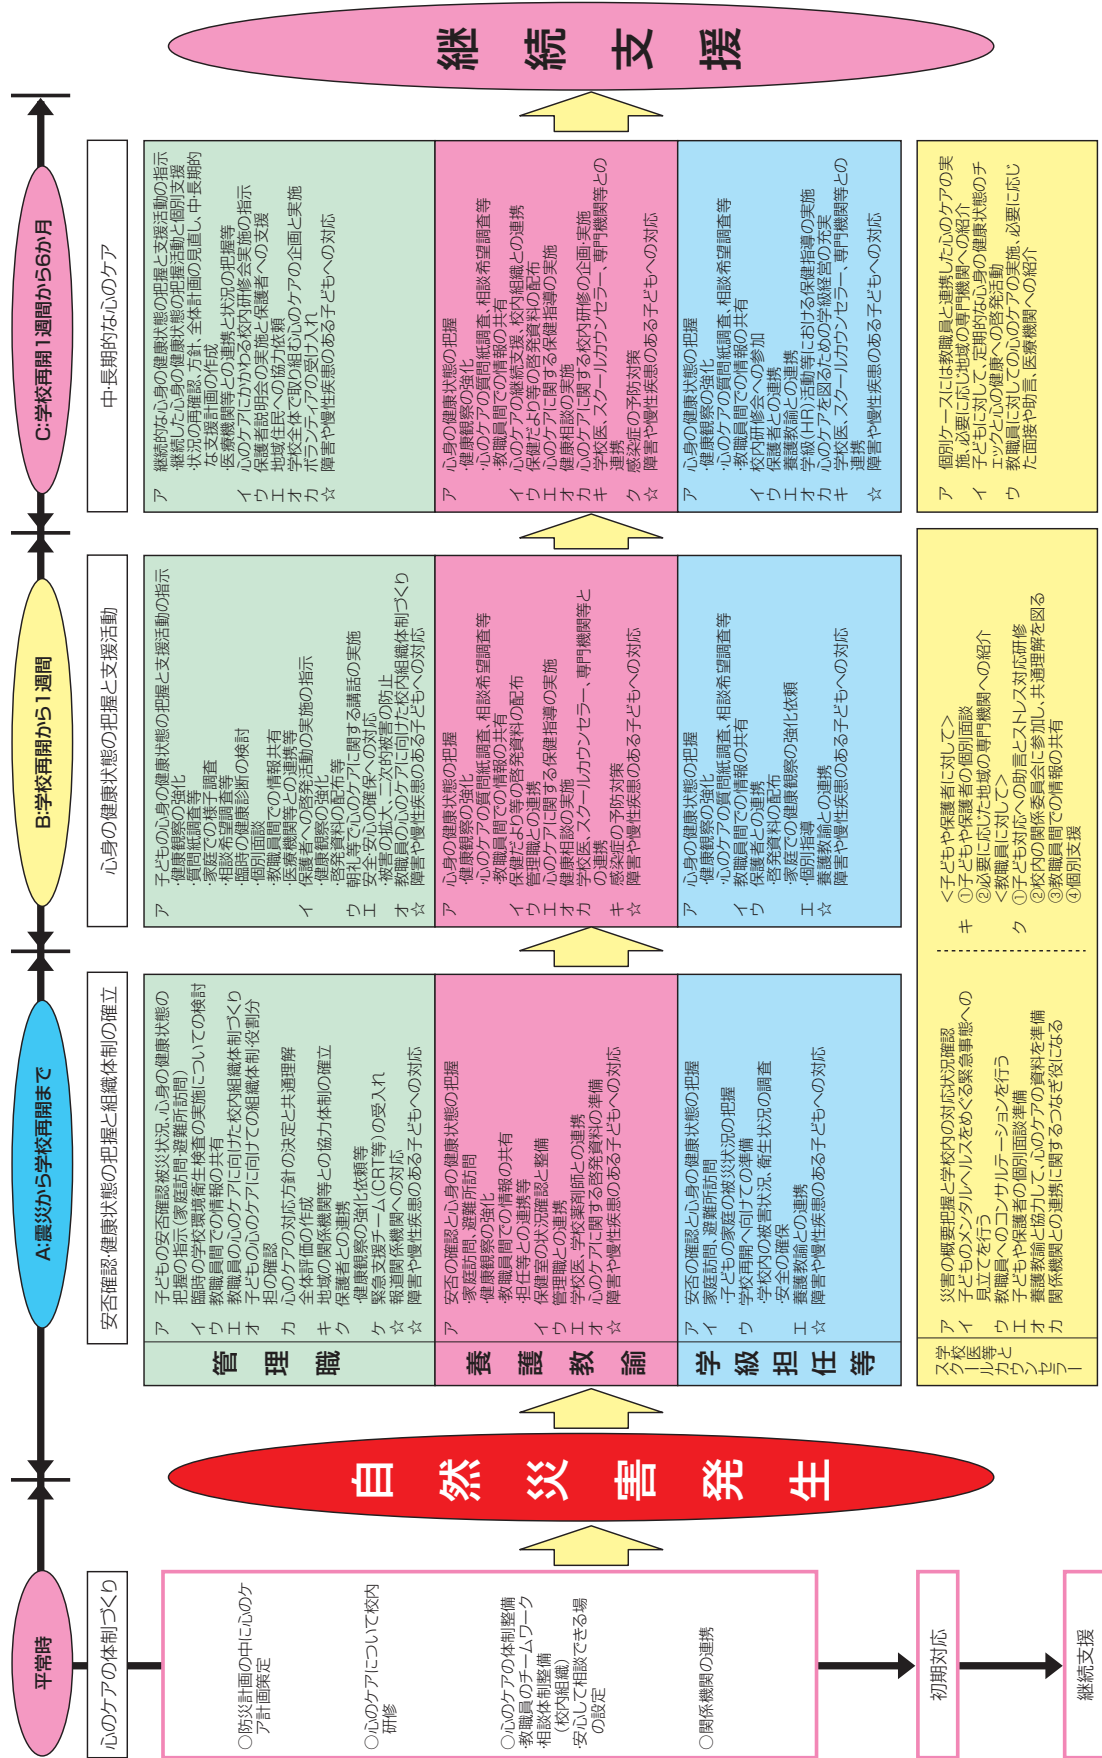 平常時
A:震災から学校再開まで
B:学校再開から1週間
C:学校再開1週間から6か月
心のケアの体制づくり
安否確認・健康状態の把握と組織体制の確立
心身の健康状態の把握と支援活動
中・長期的な心のケア
○防災計画の中に心のケ
ア計画策定
○心のケアについて校内
研修
○心のケアの体制整備
・教職員のチームワーク
・相談体制整備
(校内組織)
・安心して相談できる場
の設定
○関係機関の連携
初期対応
継続支援
自然災害発生
管理職
ア 子どもの安否確認・被災状況、心身の健康状態の
把握の指示(家庭訪問・避難所訪問)
イ 臨時の学校環境衛生検査の実施についての検討
ウ 教職員間での情報の共有
エ 教職員の心のケアに向けた校内組織体制づくり
オ 子どもの心のケアに向けての組織体制・役割分
担の確認
カ 心のケアの対応方針の決定と共通理解
全体評価の作成
キ 地域の関係機関等との協力体制の確立
ク 保護者との連携
・健康観察の強化依頼等
ケ 緊急支援チーム(CRT等)の受入れ
☆ 報道関係機関への対応
☆ 障害や慢性疾患のある子どもへの対応
ア 子どもの心身の健康状態の把握と支援活動の指示
・健康観察の強化
・質問紙調査等
・家庭での様子調査
・相談希望調査等
・臨時の健康診断の検討
・個別面談
・教職員間での情報共有
・医療機関等との連携等
イ 保護者への啓発活動の実施の指示
・健康観察の強化
・啓発資料の配布等
ウ 朝礼等で心のケアに関する講話の実施
エ 安全安心の確保への対応
・被害の拡大、二次的被害の防止
オ 教職員の心のケアに向けた校内組織体制づくり
☆ 障害や慢性疾患のある子どもへの対応
ア 継続的な心身の健康状態の把握と支援活動の指示
・継続した心身の健康状態の把握活動と個別支援
・状況の再確認、方針、全体計画の見直し、中・長期的
な支援計画の作成
・医療機関等との連携と状況の把握等
イ 心のケアにかかわる校内研修会実施の指示
ウ 保護者説明会の実施と保護者への支援
エ 地域住民への協力依頼
オ 学校全体で取り組む心のケアの企画と実施
カ ボランティアの受け入れ
☆ 障害や慢性疾患のある子どもへの対応
養護教諭
ア 安否の確認と心身の健康状態の把握
・家庭訪問、避難所訪問
・健康観察の強化
・教職員間での情報の共有
・担任等との連携等
イ 保健室の状況確認と整備
ウ 管理職との連携
エ 学校医、学校薬剤師との連携
オ 心のケアに関する啓発資料の準備
☆ 障害や慢性疾患のある子どもへの対応
ア 心身の健康状態の把握
・健康観察の強化
・心のケアの質問紙調査、相談希望調査等
・教職員間での情報の共有
イ 保健だより等の啓発資料の配布
ウ 管理職との連携
エ 心のケアに関する保健指導の実施
オ 健康相談の実施
カ 学校医、スクールカウンセラー、専門機関等と
の連携
キ 感染症の予防対策
☆ 障害や慢性疾患のある子どもへの対応
ア 心身の健康状態の把握
・健康観察の強化
・心のケアの質問紙調査、相談希望調査等
・教職員間での情報の共有
イ 心のケアの継続支援、校内組織との連携
ウ 保健だより等の啓発資料の配布
エ 心のケアに関する保健指導の実施
オ 健康相談の実施
カ 心のケアに関する校内研修の企画・実施
キ 学校医、スクールカウンセラー、専門機関等との
連携
ク 感染症の予防対策
☆ 障害や慢性疾患のある子どもへの対応
学級担任等
ア 安否の確認と心身の健康状態の把握
イ 家庭訪問、避難所訪問
・子どもの家庭の被災状況の把握
ウ 学校再開へ向けての準備
・学校内の被害状況、衛生状況の調査
・安全の確保
エ 養護教諭との連携
☆ 障害や慢性疾患のある子どもへの対応
ア 心身の健康状態の把握
・健康観察の強化
・心のケアの質問紙調査、相談希望調査等
イ 教職員間での情報の共有
ウ 保護者との連携
・啓発資料の配布
・家庭での健康観察の強化依頼
・個別指導
エ 養護教諭との連携
☆ 障害や慢性疾患のある子どもへの対応
ア 心身の健康状態の把握
・健康観察の強化
・心のケアの質問紙調査、相談希望調査等
・教職員間での情報の共有
イ 校内研修会への参加
ウ 保護者との連携
エ 養護教諭との連携
オ 学級(HR)活動等における保健指導の実施
カ 心のケアを図るための学級経営の充実
キ 学校医、スクールカウンセラー、専門機関等との
連携
☆ 障害や慢性疾患のある子どもへの対応
学校医等と
スクールカウンセラー
ア 災害の概要把握と学校内の対応状況確認
イ 子どものメンタルヘルスをめぐる緊急事態への
見立てを行う
ウ 教職員へのコンサルテーションを行う
エ 子どもや保護者の個別面談準備
オ 養護教諭と協力して、心のケアの資料を準備
カ 関係機関との連携に関するつなぎ役になる
キ <子どもや保護者に対して>
①子どもや保護者の個別面談
②必要に応じた地域の専門機関への紹介
ク <教職員に対して>
①子ども対応への助言とストレス対応研修
②校内の関係委員会に参加し、共通理解を図る
③教職員間での情報の共有
④個別支援
ア 個別ケースには教職員と連携した心のケアの実
施、必要に応じ地域の専門機関への紹介
イ 子どもに対して、定期的な心身の健康状態のチ
ェックと心の健康への啓発活動
ウ 教職員に対しての心のケアの実施、必要に応じ
た面接や助言、医療機関への紹介
継続支援